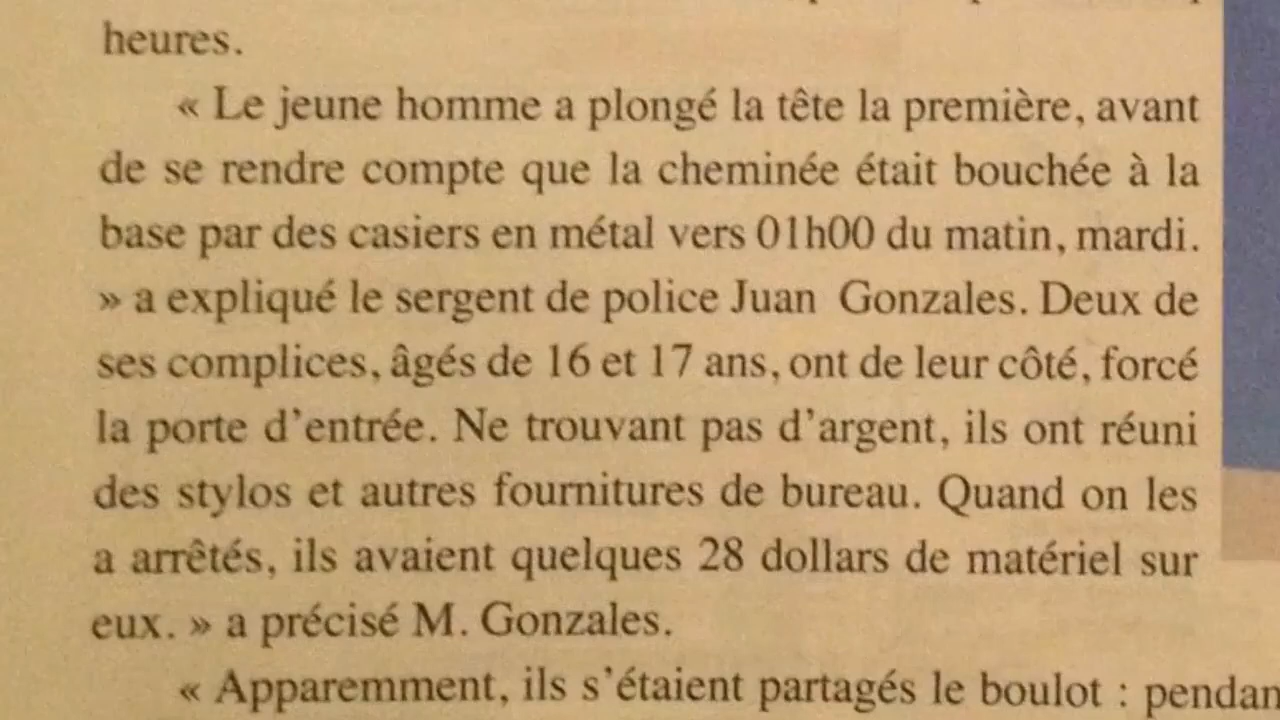 heures.
« Le jeune homme a plongé la tête la première, avant
de se rendre compte que la cheminée était bouchée à la
base par des casiers en métal vers 01h00 du matin, mardi.
» a expliqué le sergent de police Juan Gonzales. Deux de
ses complices, âgés de 16 et 17 ans, ont de leur côté, forcé
la porte d'entrée. Ne trouvant pas d'argent, ils ont réuni
des stylos et autres fournitures de bureau. Quand on les
a arrêtés, ils avaient quelques 28 dollars de matériel sur
eux. » a précisé M. Gonzales.
« Apparemment, ils s'étaient partagés le boulot : pendan